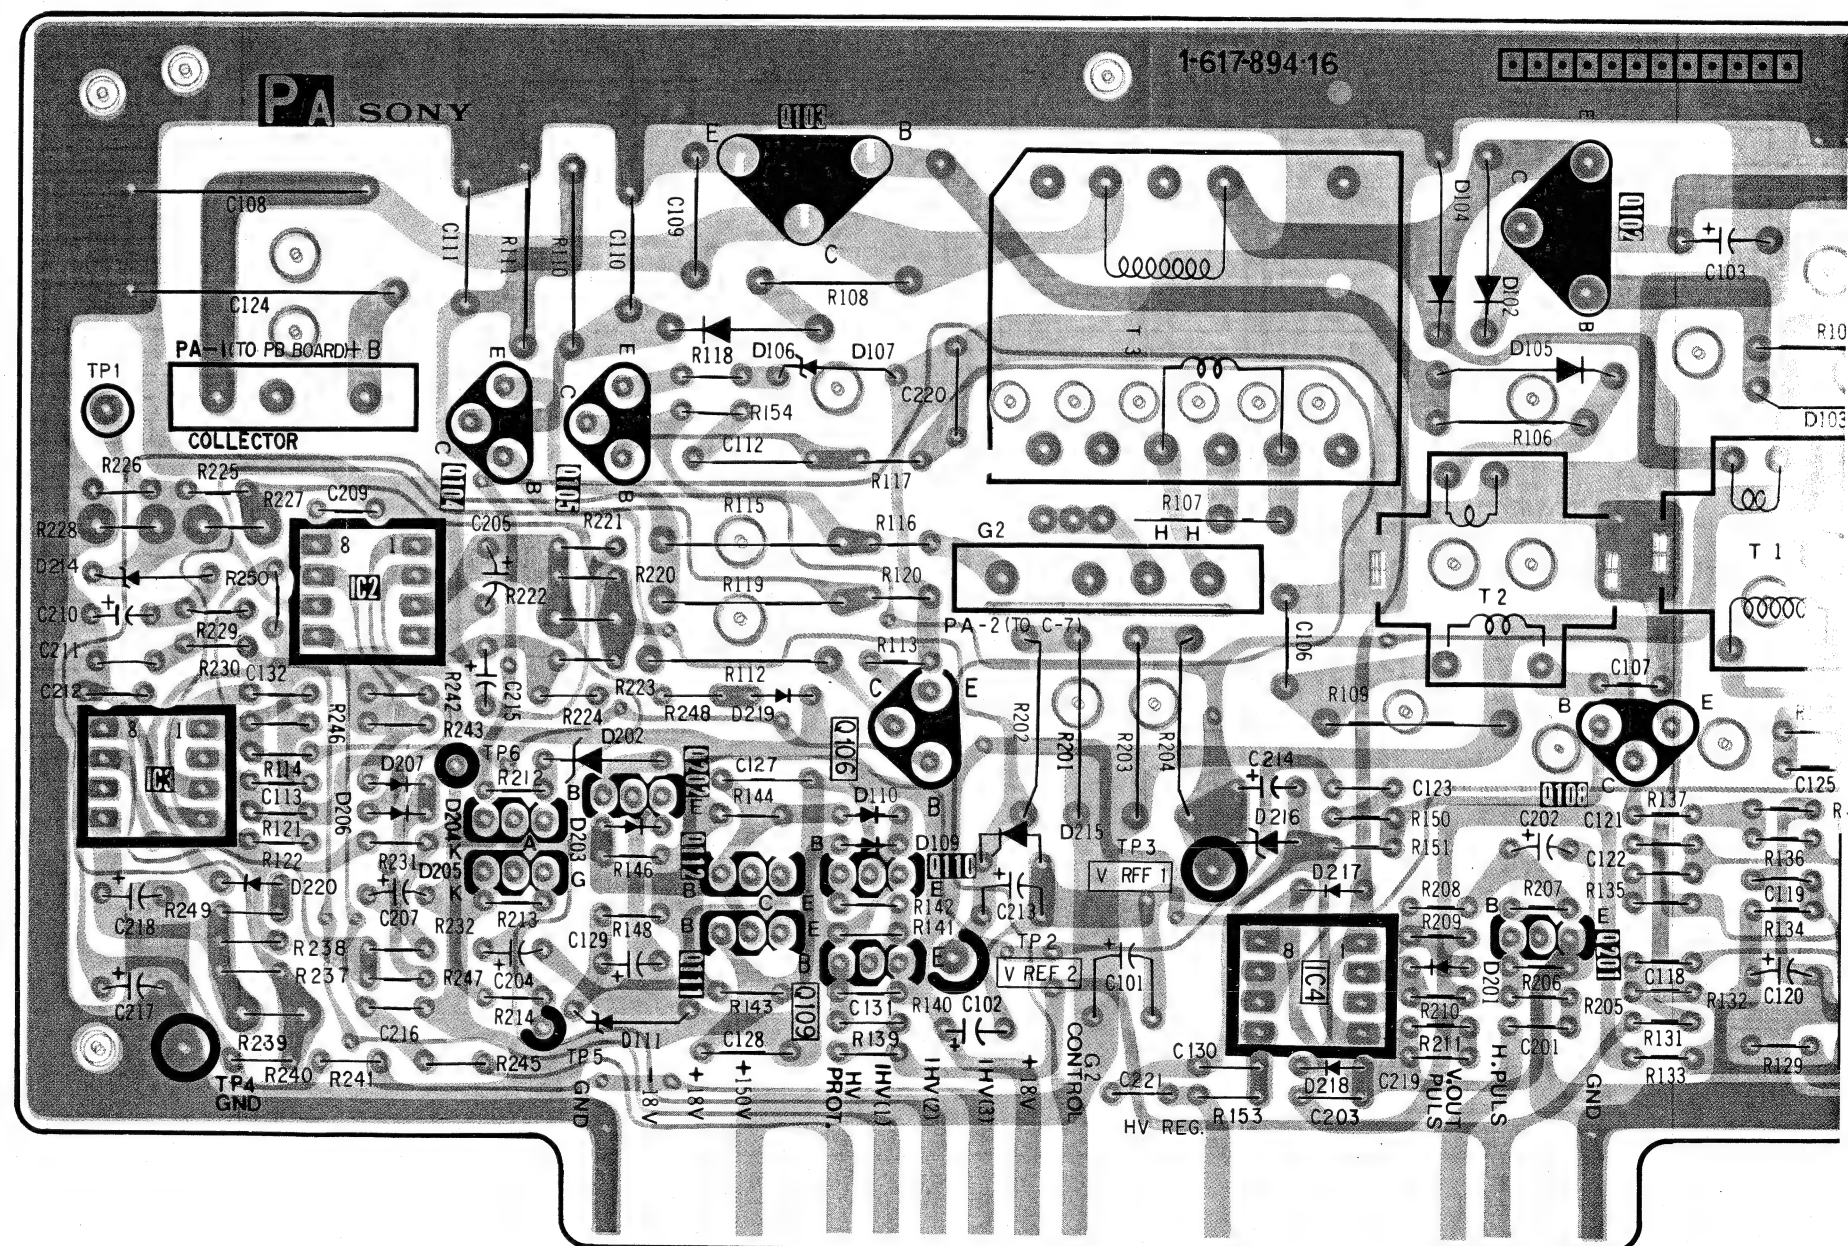 1-617-894-16
PA SONY
Q103
E B
C
E
C
B
Q102
C108
C111
R111
R110
C110
C109
D104
D102
C103
C124
R108
T3
PA-1 (TO PB BOARD) + B
R118
D106
D107
D105
TP1
E
C
B
E
C
B
R154
C220
R106
D103
COLLECTOR
C112
R117
R226
R225
R227
C209
Q104
Q105
R115
R107
R228
C205
R221
R116
G2
H H
8 1
IC2
T2
T1
D214
R250
R222
R220
R119
R120
C210
R229
PA-2 (TO C-7)
C211
R230
C132
R113
C106
C107
C212
R242
C215
R223
R112
C
E
B
R109
B E
C
8 1
IC3
R246
R243
R224
R248
D219
Q106
R202
R201
R203
R204
R114
D207
TP6
D202
C127
C214
C123
Q108
R137
C125
C113
D206
R212
B
R144
D110
D215
D216
R150
C202
C121
R121
D204
K
A
D203
B
D109
TP3
R151
C122
R136
R122
R231
D205
K
G
R146
Q110
V RFF 1
D217
R135
C119
D220
C207
R213
B
C
E
E
R142
C213
R208
R207
C218
R249
R232
C129
R148
B
E
R141
TP2
R209
B
E
Q201
R134
R238
R237
R247
C204
B
E
V REF 2
C101
8 1
IC4
D201
R206
C118
R132
C120
C217
R214
R143
Q109
C131
R140
C102
R210
R205
R239
C216
TP5
D111
C128
R139
R211
C201
R131
R129
R240
R241
R245
C130
D218
C219
R133
TP4
GND
GND
-18V
+18V
+150V
HV
PROT.
IHV(1)
IHV(2)
IHV(3)
+18V
G2
CONTROL
C221
HV REG.
R153
C203
V.OUT
PULS
H.PULS
GND